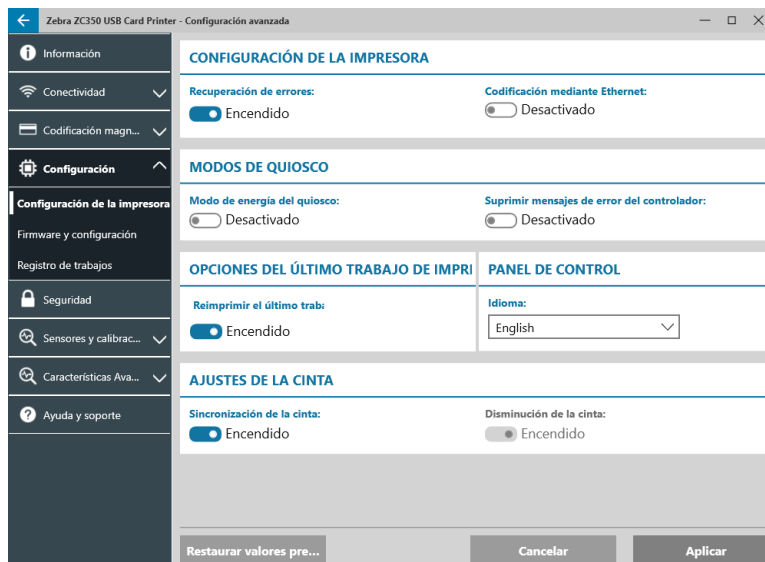 Zebra ZC350 USB Card Printer - Configuración avanzada
Información
Conectividad
Codificación magn...
Configuración
Configuración de la impresora
Firmware y configuración
Registro de trabajos
Seguridad
Sensores y calibrac...
Características Ava...
Ayuda y soporte
CONFIGURACIÓN DE LA IMPRESORA
Recuperación de errores:
Encendido
Codificación mediante Ethernet:
Desactivado
MODOS DE QUIOSCO
Modo de energía del quiosco:
Desactivado
Suprimir mensajes de error del controlador:
Desactivado
OPCIONES DEL ÚLTIMO TRABAJO DE IMPRI
Reimprimir el último traba
Encendido
PANEL DE CONTROL
Idioma:
English
AJUSTES DE LA CINTA
Sincronización de la cinta:
Encendido
Disminución de la cinta:
Encendido
Restaurar valores pre...
Cancelar
Aplicar